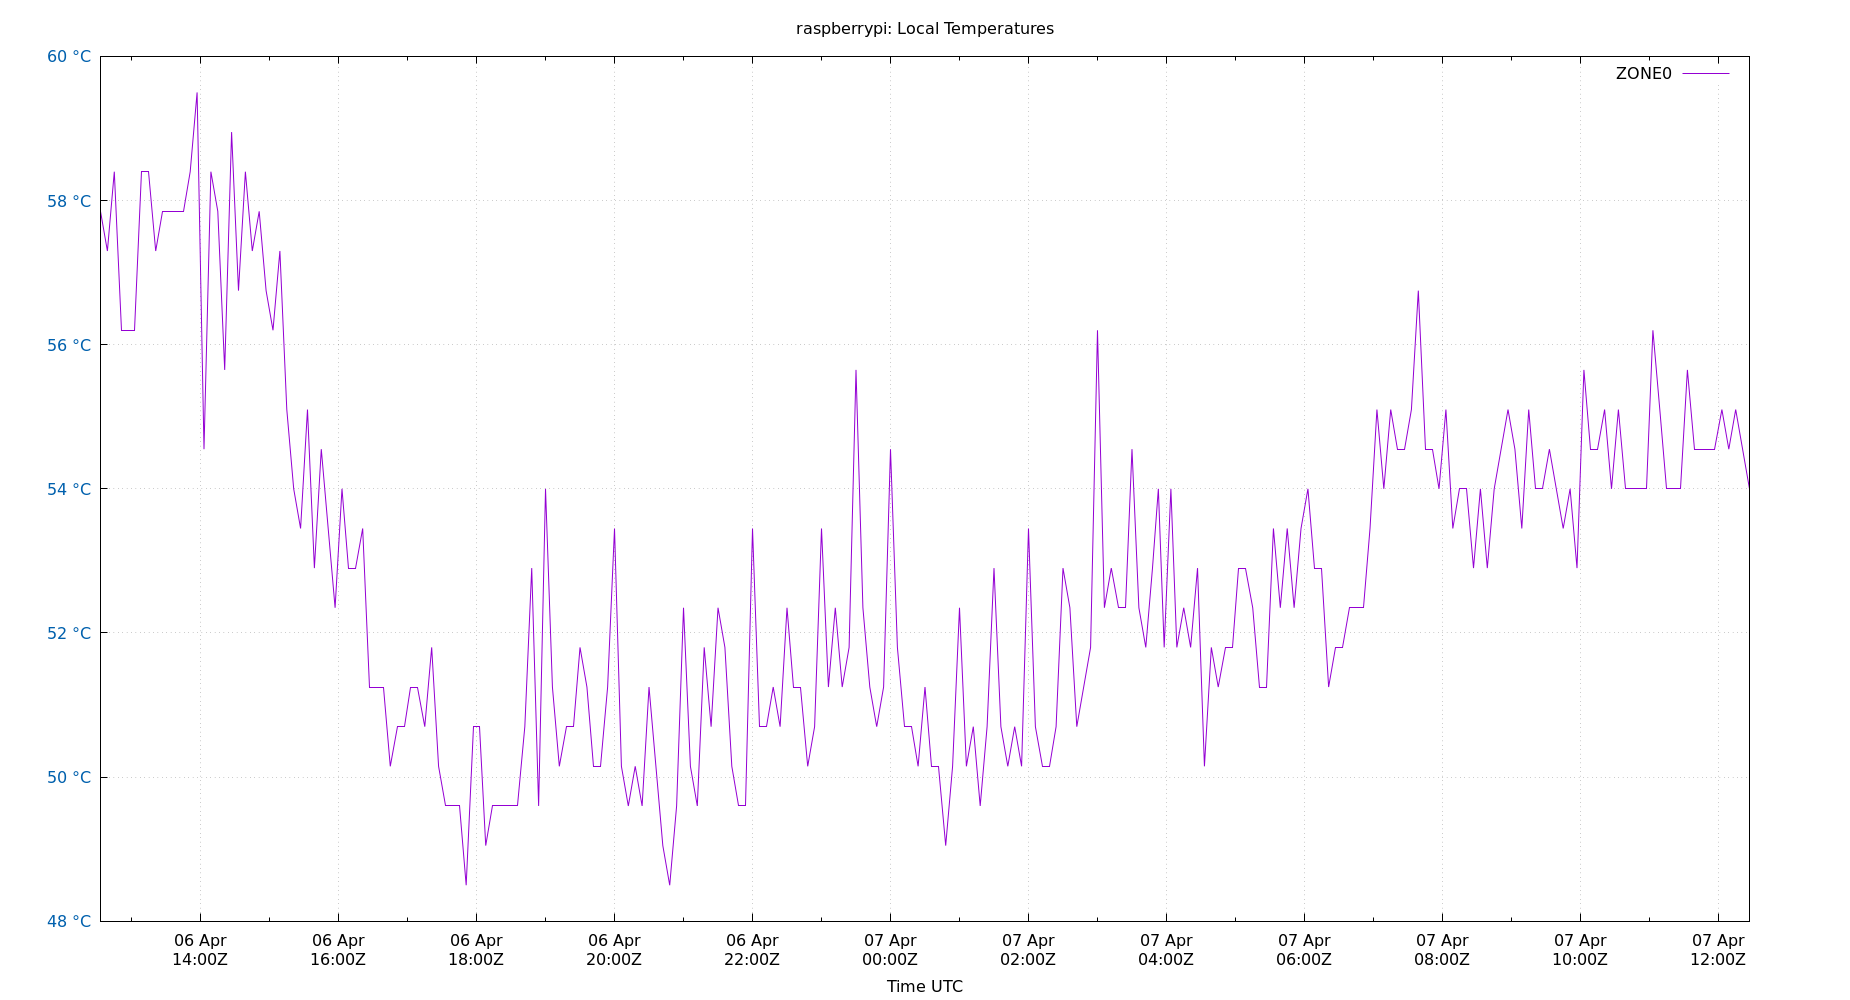 raspberrypi: Local Temperatures
60 °C
ZONE0
58 °C
56 °C
54 °C
52 °C
50 °C
48 °C
06 Apr 06 Apr 06 Apr 06 Apr 06 Apr 07 Apr 07 Apr 07 Apr 07 Apr 07 Apr 07 Apr 07 Apr
14:00Z 16:00Z 18:00Z 20:00Z 22:00Z 00:00Z 02:00Z 04:00Z 06:00Z 08:00Z 10:00Z 12:00Z
Time UTC